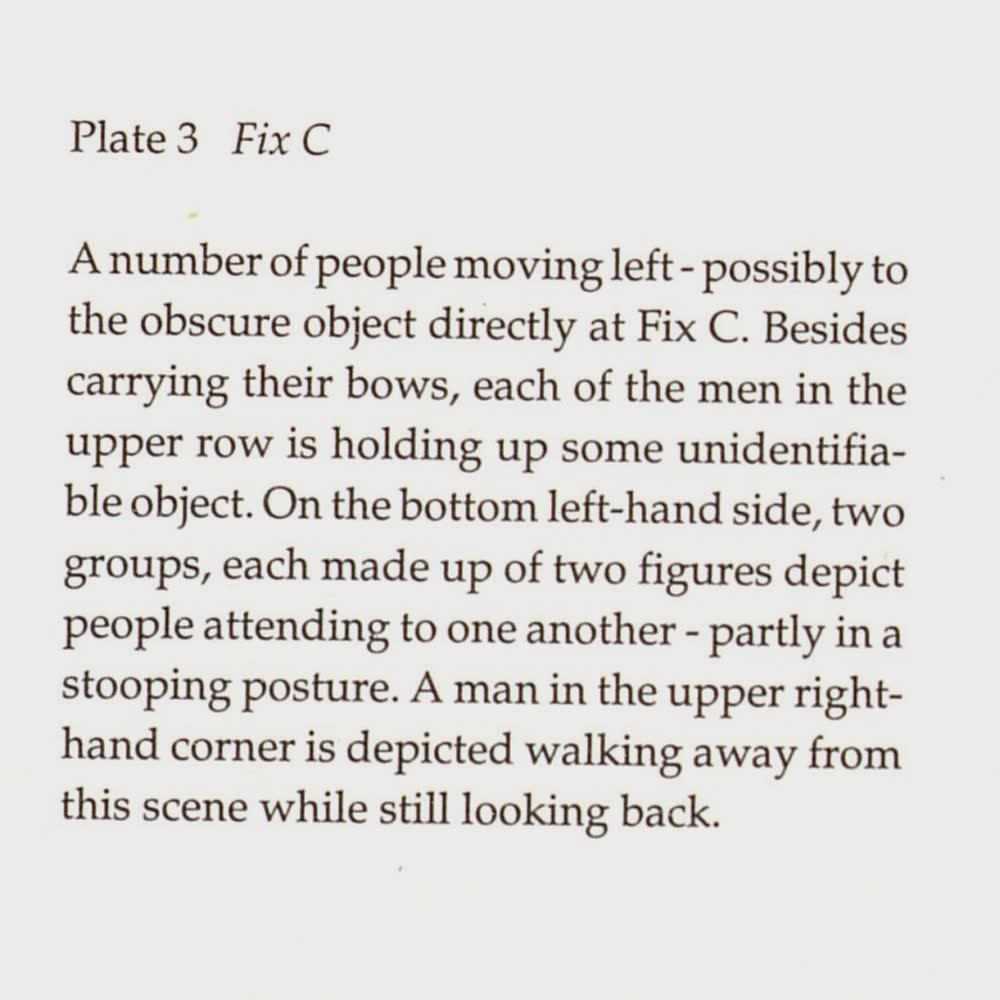 Plate 3 Fix C
A number of people moving left - possibly to
the obscure object directly at Fix C. Besides
carrying their bows, each of the men in the
upper row is holding up some unidentifia-
ble object. On the bottom left-hand side, two
groups, each made up of two figures depict
people attending to one another - partly in a
stooping posture. A man in the upper right-
hand corner is depicted walking away from
this scene while still looking back.